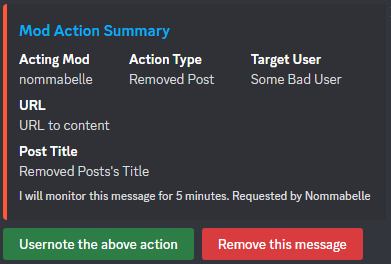 Mod Action Summary
Acting Mod Action Type Target User
nommabelle Removed Post Some Bad User
URL
URL to content
Post Title
Removed Posts's Title
I will monitor this message for 5 minutes. Requested by Nommabelle
Usernote the above action Remove this message